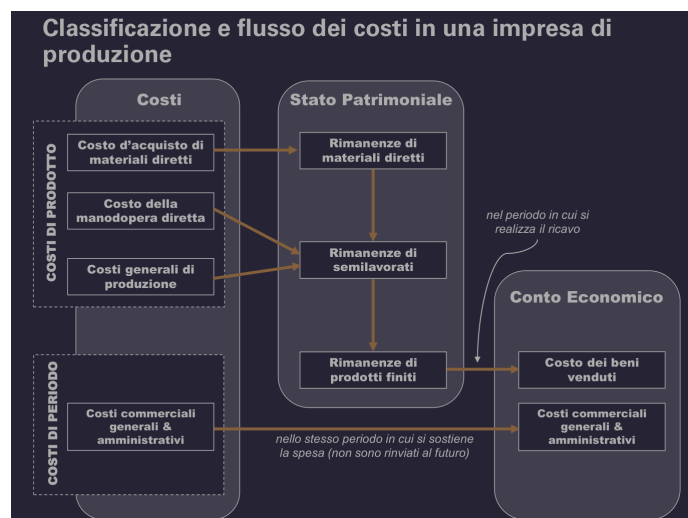 Classificazione e flusso dei costi in una impresa di
produzione
Costi
Stato Patrimoniale
COSTI DI PRODOTTO
Costo d'acquisto di
materiali diretti
Rimanenze di
materiali diretti
Costo della
manodopera diretta
nel periodo in cui si
realizza il ricavo
Costi generali di
produzione
Rimanenze di
semilavorati
Conto Economico
COSTI DI PERIODO
Rimanenze di
prodotti finiti
Costo dei beni
venduti
Costi commerciali
generali &
amministrativi
nello stesso periodo in cui si sostiene
la spesa (non sono rinviati al futuro)
Costi commerciali
generali &
amministrativi